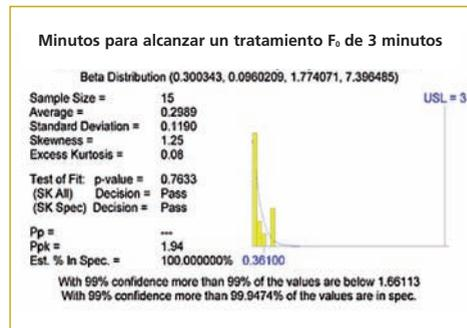 Minutos para alcanzar un tratamiento F₀ de 3 minutos
Beta Distribution (0.300343, 0.0960209, 1.774071, 7.396485)
Sample Size = 15
Average = 0.2989
Standard Deviation = 0.1190
Skewness = 1.25
Excess Kurtosis = 0.08
USL = 3
Test of Fit: p-value = 0.7633
(SK All) Decision = Pass
(SK Spec) Decision = Pass
Pp = ---
Ppk = 1.94
Est. % In Spec. = 100.000000% 0.36100
With 99% confidence more than 99% of the values are below 1.66113
With 99% confidence more than 99.9474% of the values are in spec.